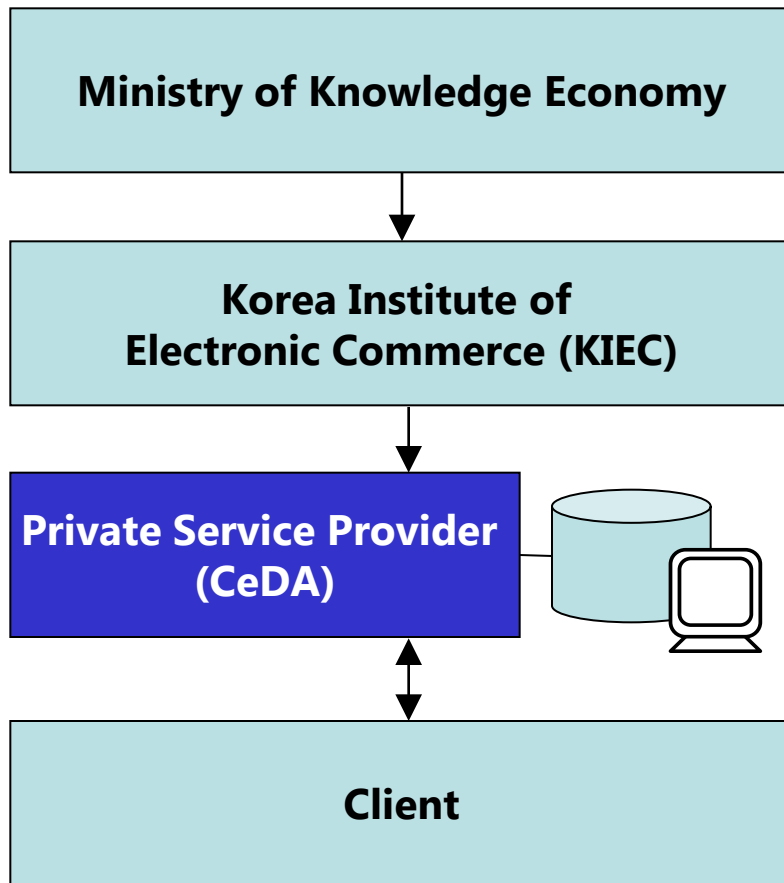 Ministry of Knowledge Economy
Korea Institute of
Electronic Commerce (KIEC)
Private Service Provider
(CeDA)
Client